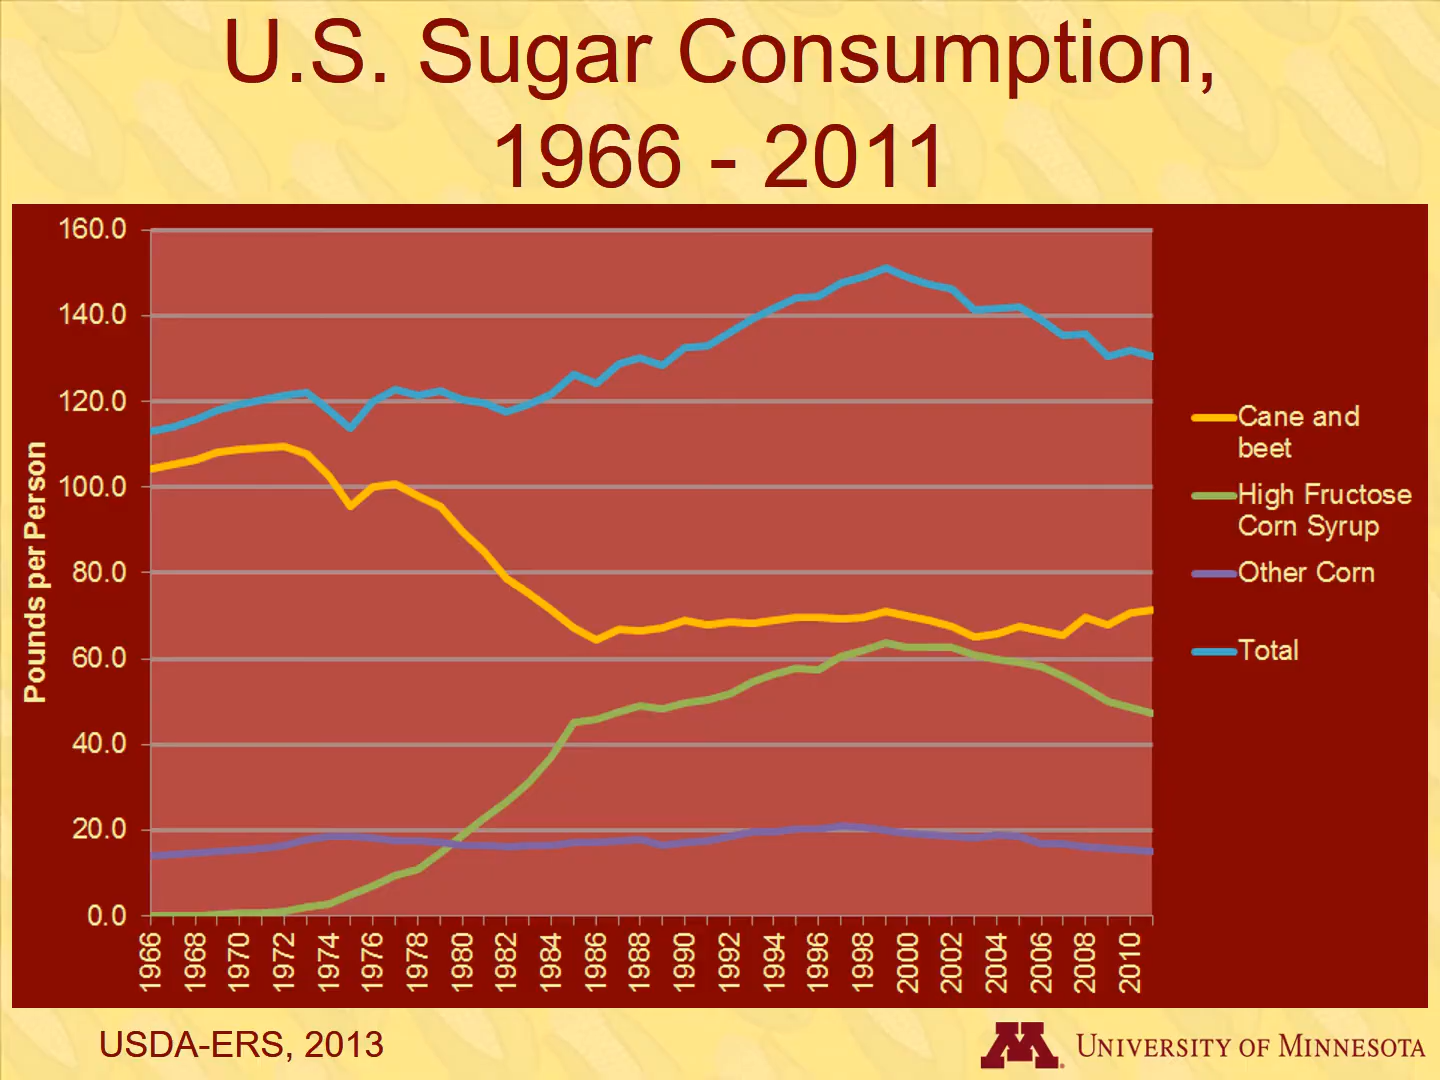 U.S. Sugar Consumption,
1966 - 2011
160.0
140.0
120.0
100.0
80.0
60.0
40.0
20.0
0.0
Pounds per Person
1966
1968
1970
1972
1974
1976
1978
1980
1982
1984
1986
1988
1990
1992
1994
1996
1998
2000
2002
2004
2006
2008
2010
Cane and
beet
High Fructose
Corn Syrup
Other Corn
Total
USDA-ERS, 2013
M
UNIVERSITY OF MINNESOTA